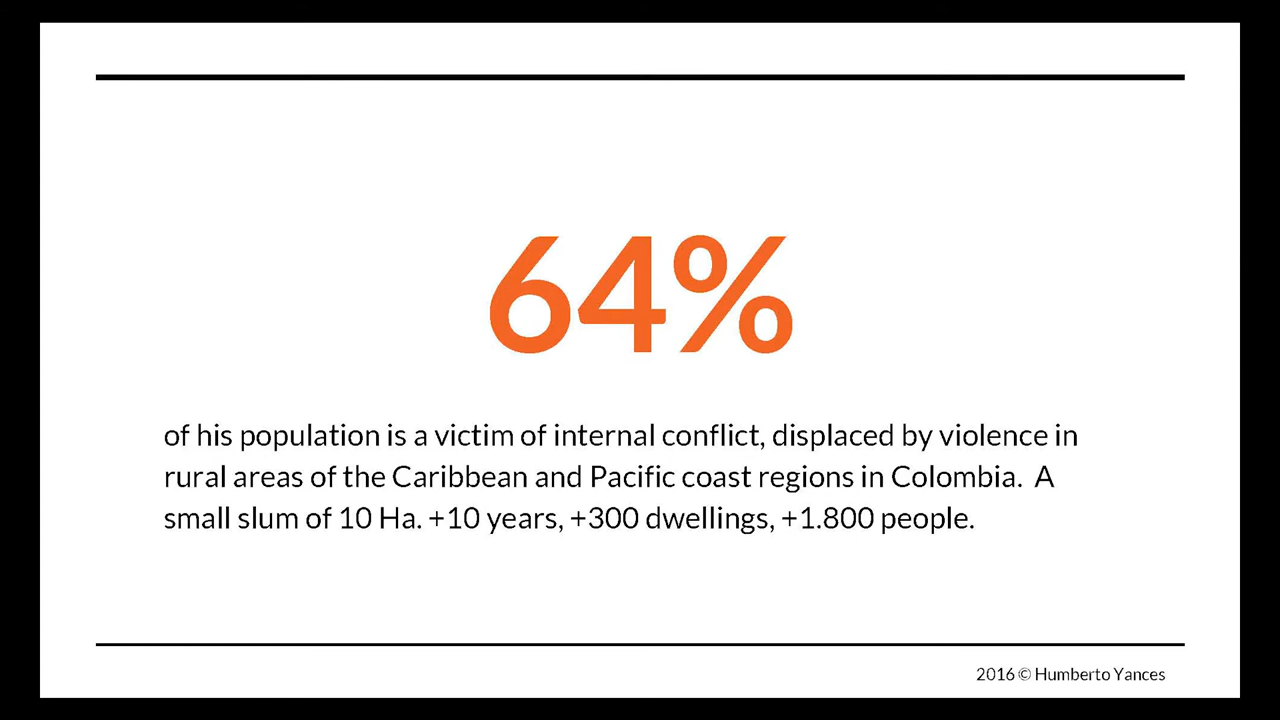 64%
of his population is a victim of internal conflict, displaced by violence in
rural areas of the Caribbean and Pacific coast regions in Colombia. A
small slum of 10 Ha. +10 years, +300 dwellings, +1.800 people.
2016 © Humberto Yances